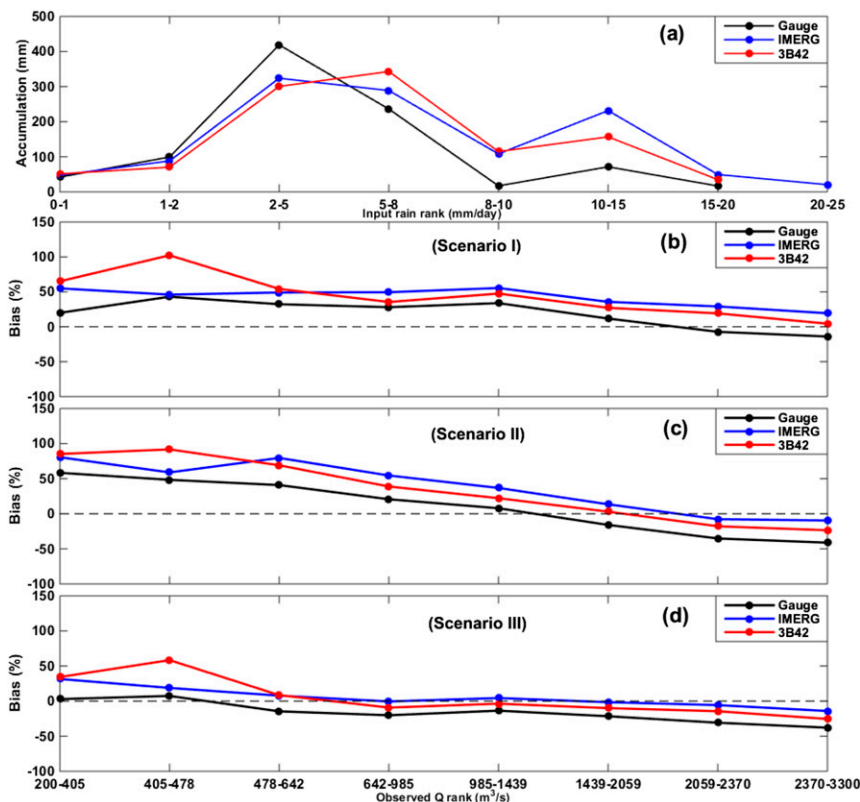 500
400
300
200
100
0
Accumulation (mm)
(a)
Gauge
IMERG
3B42
0-1 1-2 2-5 5-8 8-10 10-15 15-20 20-25
Input rain rank (mm/day)
150
100
50
0
-50
-100
Bias (%)
(Scenario I)
(b)
Gauge
IMERG
3B42
150
100
50
0
-50
-100
Bias (%)
(Scenario II)
(c)
Gauge
IMERG
3B42
150
100
50
0
-50
-100
Bias (%)
(Scenario III)
(d)
Gauge
IMERG
3B42
200-405 405-478 478-642 642-985 985-1439 1439-2059 2059-2370 2370-3300
Observed Q rank (m³/s)